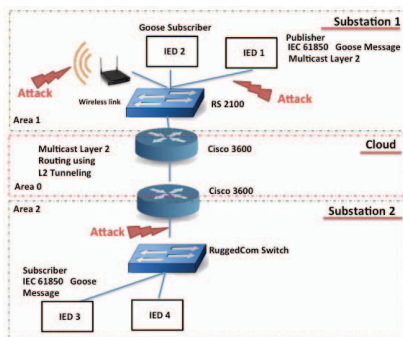 Substation 1
Goose Subscriber
Publisher
IEC 61850 Goose Message
Multicast Layer 2
IED 2
IED 1
Attack
Wireless link
Attack
RS 2100
Area 1
Multicast Layer 2
Routing using
L2 Tunneling
Cisco 3600
Cloud
Area 0
Cisco 3600
Area 2
Substation 2
Attack
RuggedCom Switch
Subscriber
IEC 61850 Goose
Message
IED 3
IED 4